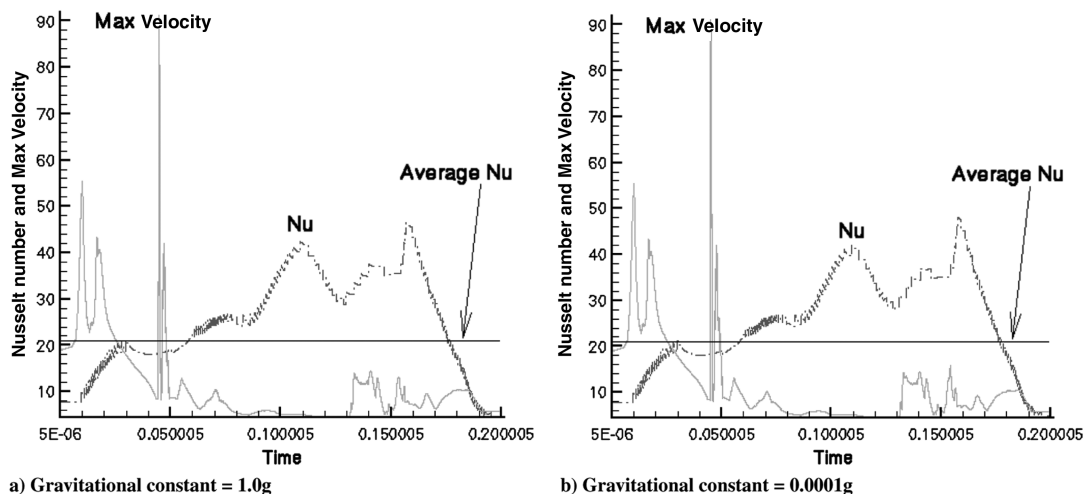 Max Velocity
Nusselt number and Max Velocity
90
80
70
60
50
40
30
20
10
Average Nu
Nu
5E-06
0.050005
0.100005
0.150005
0.200005
Time
a) Gravitational constant = 1.0g
Max Velocity
Nusselt number and Max Velocity
90
80
70
60
50
40
30
20
10
Average Nu
Nu
5E-06
0.050005
0.100005
0.150005
0.200005
Time
b) Gravitational constant = 0.0001g